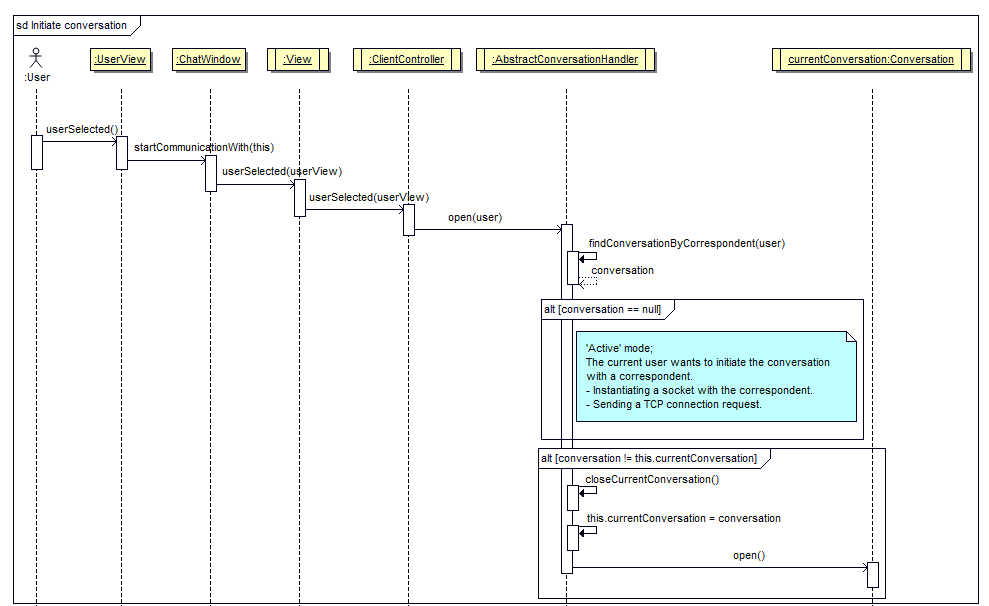 sd Initiate conversation
:User
:UserView
:ChatWindow
:View
:ClientController
:AbstractConversationHandler
currentConversation:Conversation
userSelected()
startCommunicationWith(this)
userSelected(userView)
userSelected(userView)
open(user)
findConversationByCorrespondent(user)
conversation
alt [conversation == null]
'Active' mode;
The current user wants to initiate the conversation
with a correspondent.
- Instantiating a socket with the correspondent.
- Sending a TCP connection request.
alt [conversation != this.currentConversation]
closeCurrentConversation()
this.currentConversation = conversation
open()